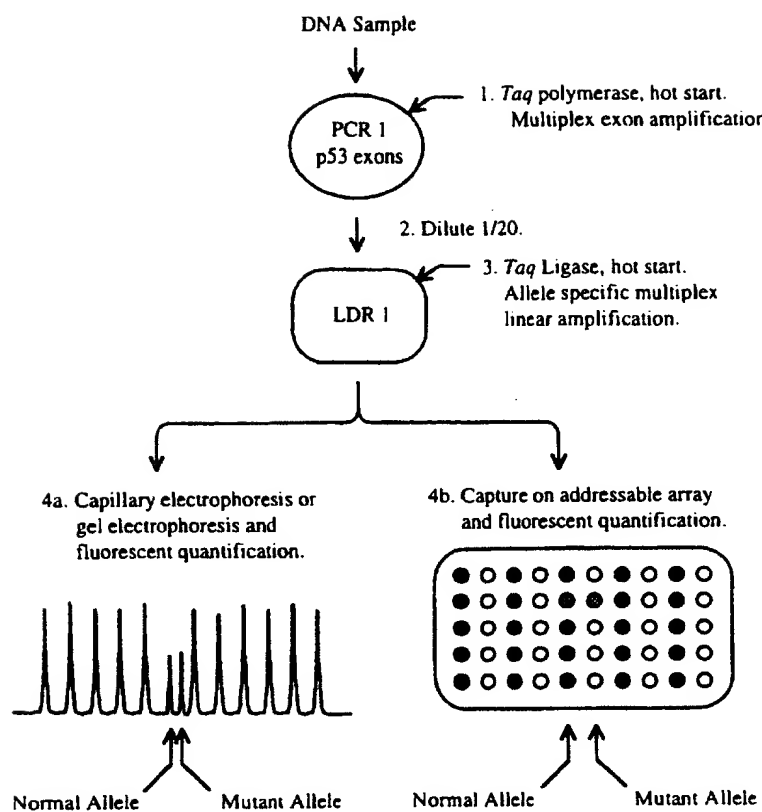 DNA Sample
1. Taq polymerase, hot start.
Multiplex exon amplification
PCR 1
p53 exons
2. Dilute 1/20.
3. Taq Ligase, hot start.
Allele specific multiplex
linear amplification.
LDR 1
4a. Capillary electrophoresis or
gel electrophoresis and
fluorescent quantification.
4b. Capture on addressable array
and fluorescent quantification.
Normal Allele
Mutant Allele
Normal Allele
Mutant Allele